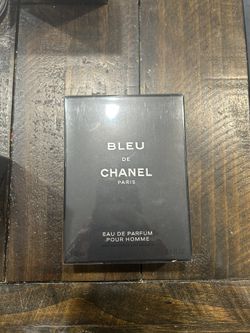 BLEU
DE
CHANEL
PARIS
EAU DE PARFUM
POUR HOMME